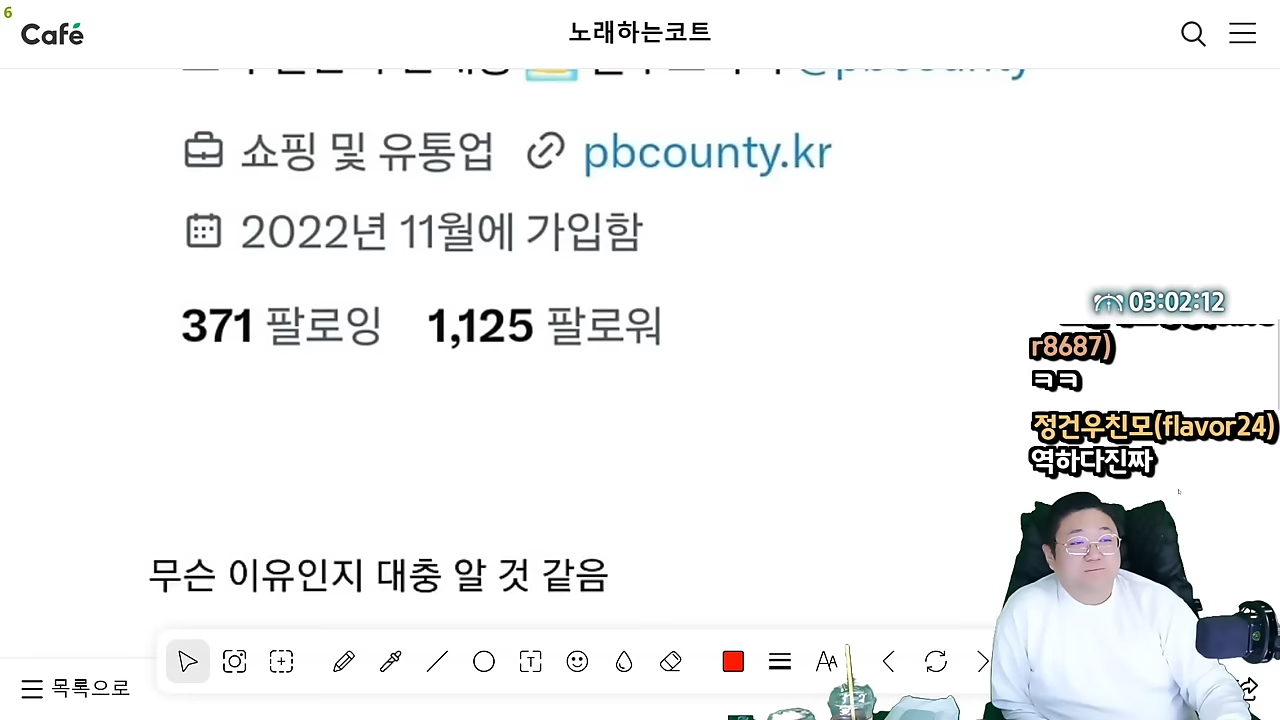 6
Café
노래하는코트
@pbcounty
쇼핑 및 유통업 pbcounty.kr
2022년 11월에 가입함
371 팔로잉 1,125 팔로워
03:02:12
r8687)
ㅋㅋ
정건우친모(flavor24)
역하다진짜
무슨 이유인지 대충 알 것 같음
목록으로